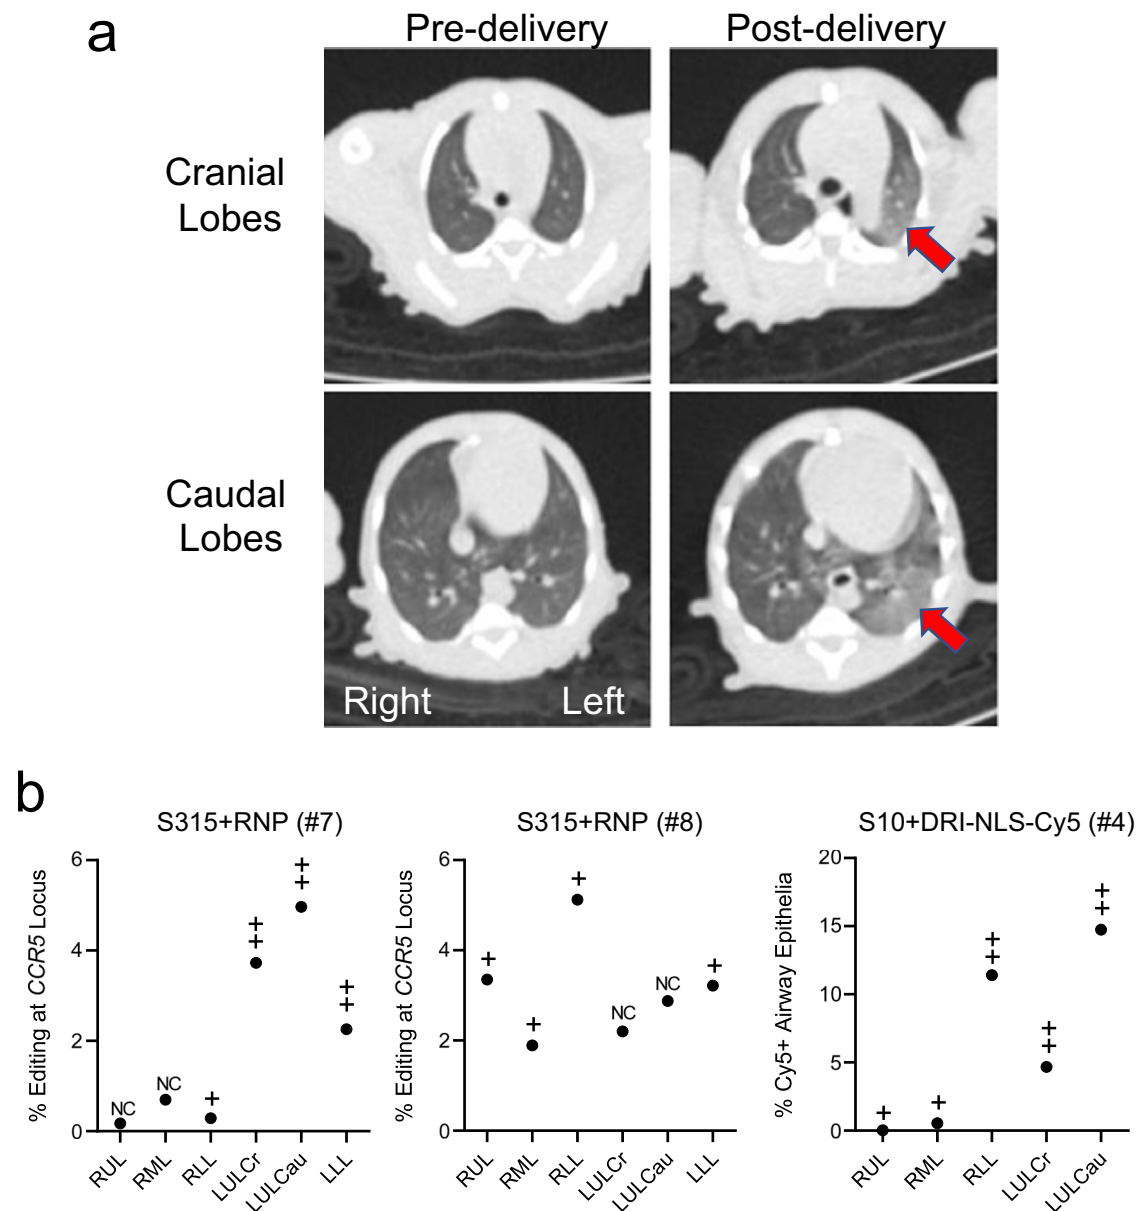 a
Pre-delivery
Post-delivery
Cranial
Lobes
Caudal
Lobes
Right
Left
b
S315+RNP (#7)
% Editing at CCR5 Locus
6
4
2
0
NC
NC
+
+
+
+
+
+
+
RUL
RML
RLL
LULCr
LULCau
LLL
S315+RNP (#8)
% Editing at CCR5 Locus
6
4
2
0
+
+
+
NC
NC
+
RUL
RML
RLL
LULCr
LULCau
LLL
S10+DRI-NLS-Cy5 (#4)
% Cy5+ Airway Epithelia
20
15
10
5
0
+
+
+
+
+
+
+
+
RUL
RML
RLL
LULCr
LULCau